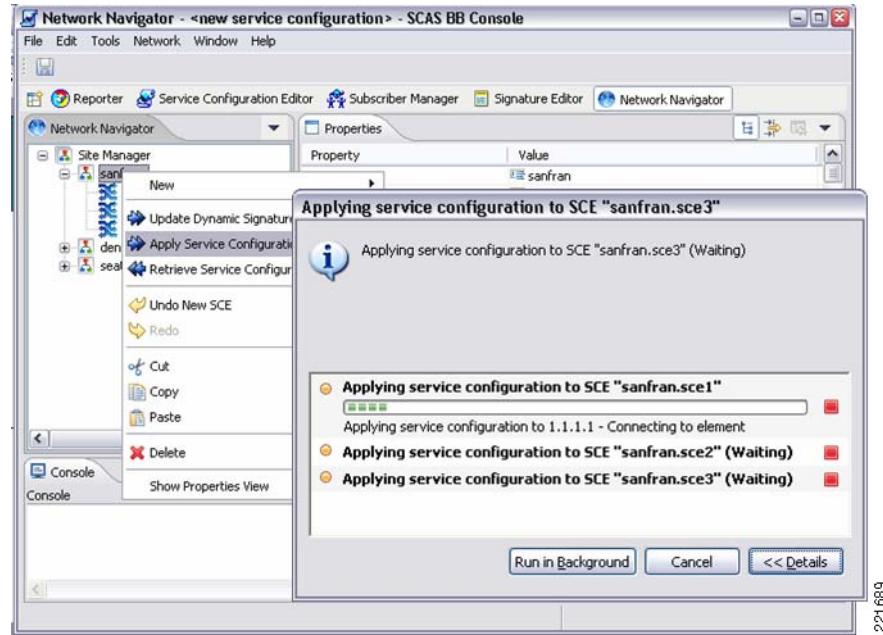 Network Navigator - <new service configuration> - SCAS BB Console
File Edit Tools Network Window Help
Reporter Service Configuration Editor Subscriber Manager Signature Editor Network Navigator
Network Navigator
Properties
Site Manager
Property Value
sanf
sanfran
New
Update Dynamic Signatur
den
Apply Service Configurati
seat
Retrieve Service Configur
Undo New SCE
Redo
Cut
Copy
Paste
Delete
Show Properties View
Console
Console
Applying service configuration to SCE "sanfran.sce3"
Applying service configuration to SCE "sanfran.sce3" (Waiting)
Applying service configuration to SCE "sanfran.sce1"
Applying service configuration to 1.1.1.1 - Connecting to element
Applying service configuration to SCE "sanfran.sce2" (Waiting)
Applying service configuration to SCE "sanfran.sce3" (Waiting)
Run in Background Cancel << Details
221689